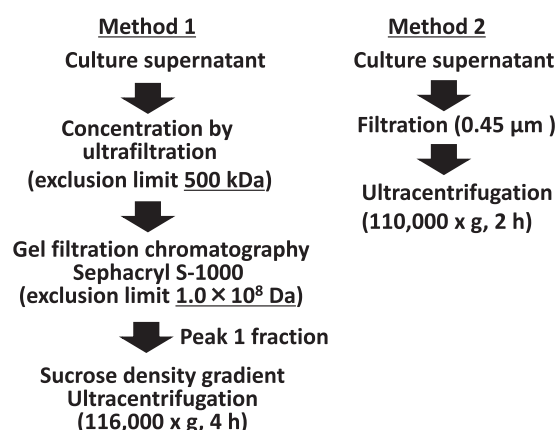 Method 1
Culture supernatant
Concentration by
ultrafiltration
(exclusion limit 500 kDa)
Gel filtration chromatography
Sephacryl S-1000
(exclusion limit 1.0 × 10⁸ Da)
Peak 1 fraction
Sucrose density gradient
Ultracentrifugation
(116,000 x g, 4 h)
Method 2
Culture supernatant
Filtration (0.45 μm )
Ultracentrifugation
(110,000 x g, 2 h)